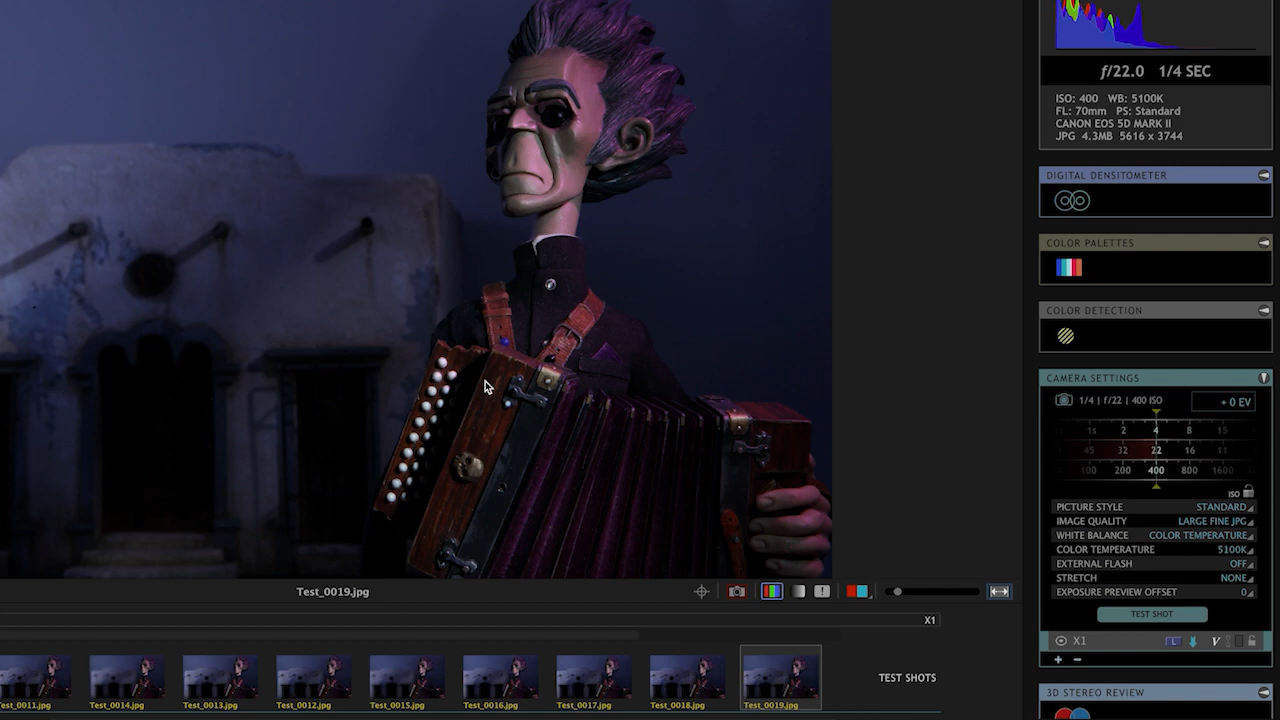 f/22.0 1/4 SEC
ISO: 400 WB: 5100K
FL: 70mm PS: Standard
CANON EOS 5D MARK II
JPG 4.3MB 5616 x 3744
DIGITAL DENSITOMETER
COLOR PALETTES
COLOR DETECTION
CAMERA SETTINGS
1/4 | f/22 | 400 ISO + 0 EV
1s 2 4 8 15
45 32 22 16 11
100 200 400 800 1600
ISO
PICTURE STYLE STANDARD
IMAGE QUALITY LARGE FINE JPG
WHITE BALANCE COLOR TEMPERATURE
COLOR TEMPERATURE 5100K
EXTERNAL FLASH OFF
STRETCH NONE
EXPOSURE PREVIEW OFFSET 0
TEST SHOT
X1 L V
+ −
3D STEREO REVIEW
Test_0019.jpg
X1
Test_0011.jpg Test_0014.jpg Test_0013.jpg Test_0012.jpg Test_0015.jpg Test_0016.jpg Test_0017.jpg Test_0018.jpg Test_0019.jpg
TEST SHOTS